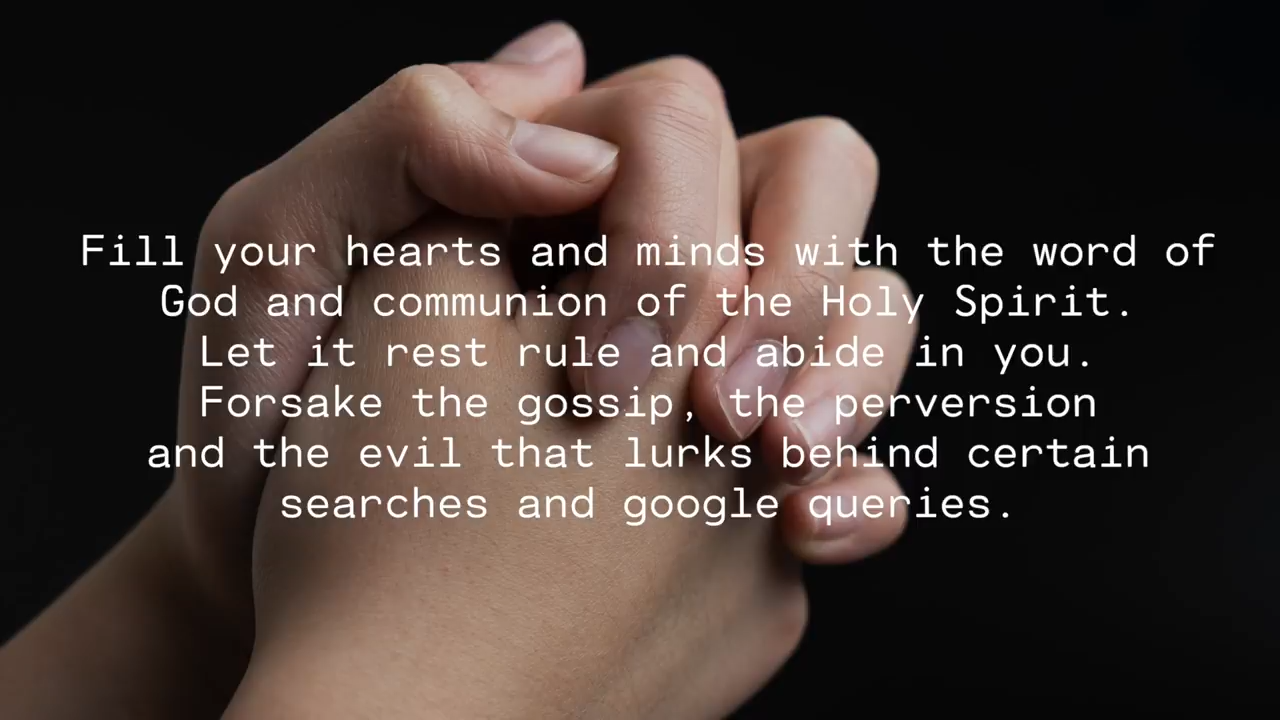 Fill your hearts and minds with the word of
God and communion of the Holy Spirit.
Let it rest rule and abide in you.
Forsake the gossip, the perversion
and the evil that lurks behind certain
searches and google queries.